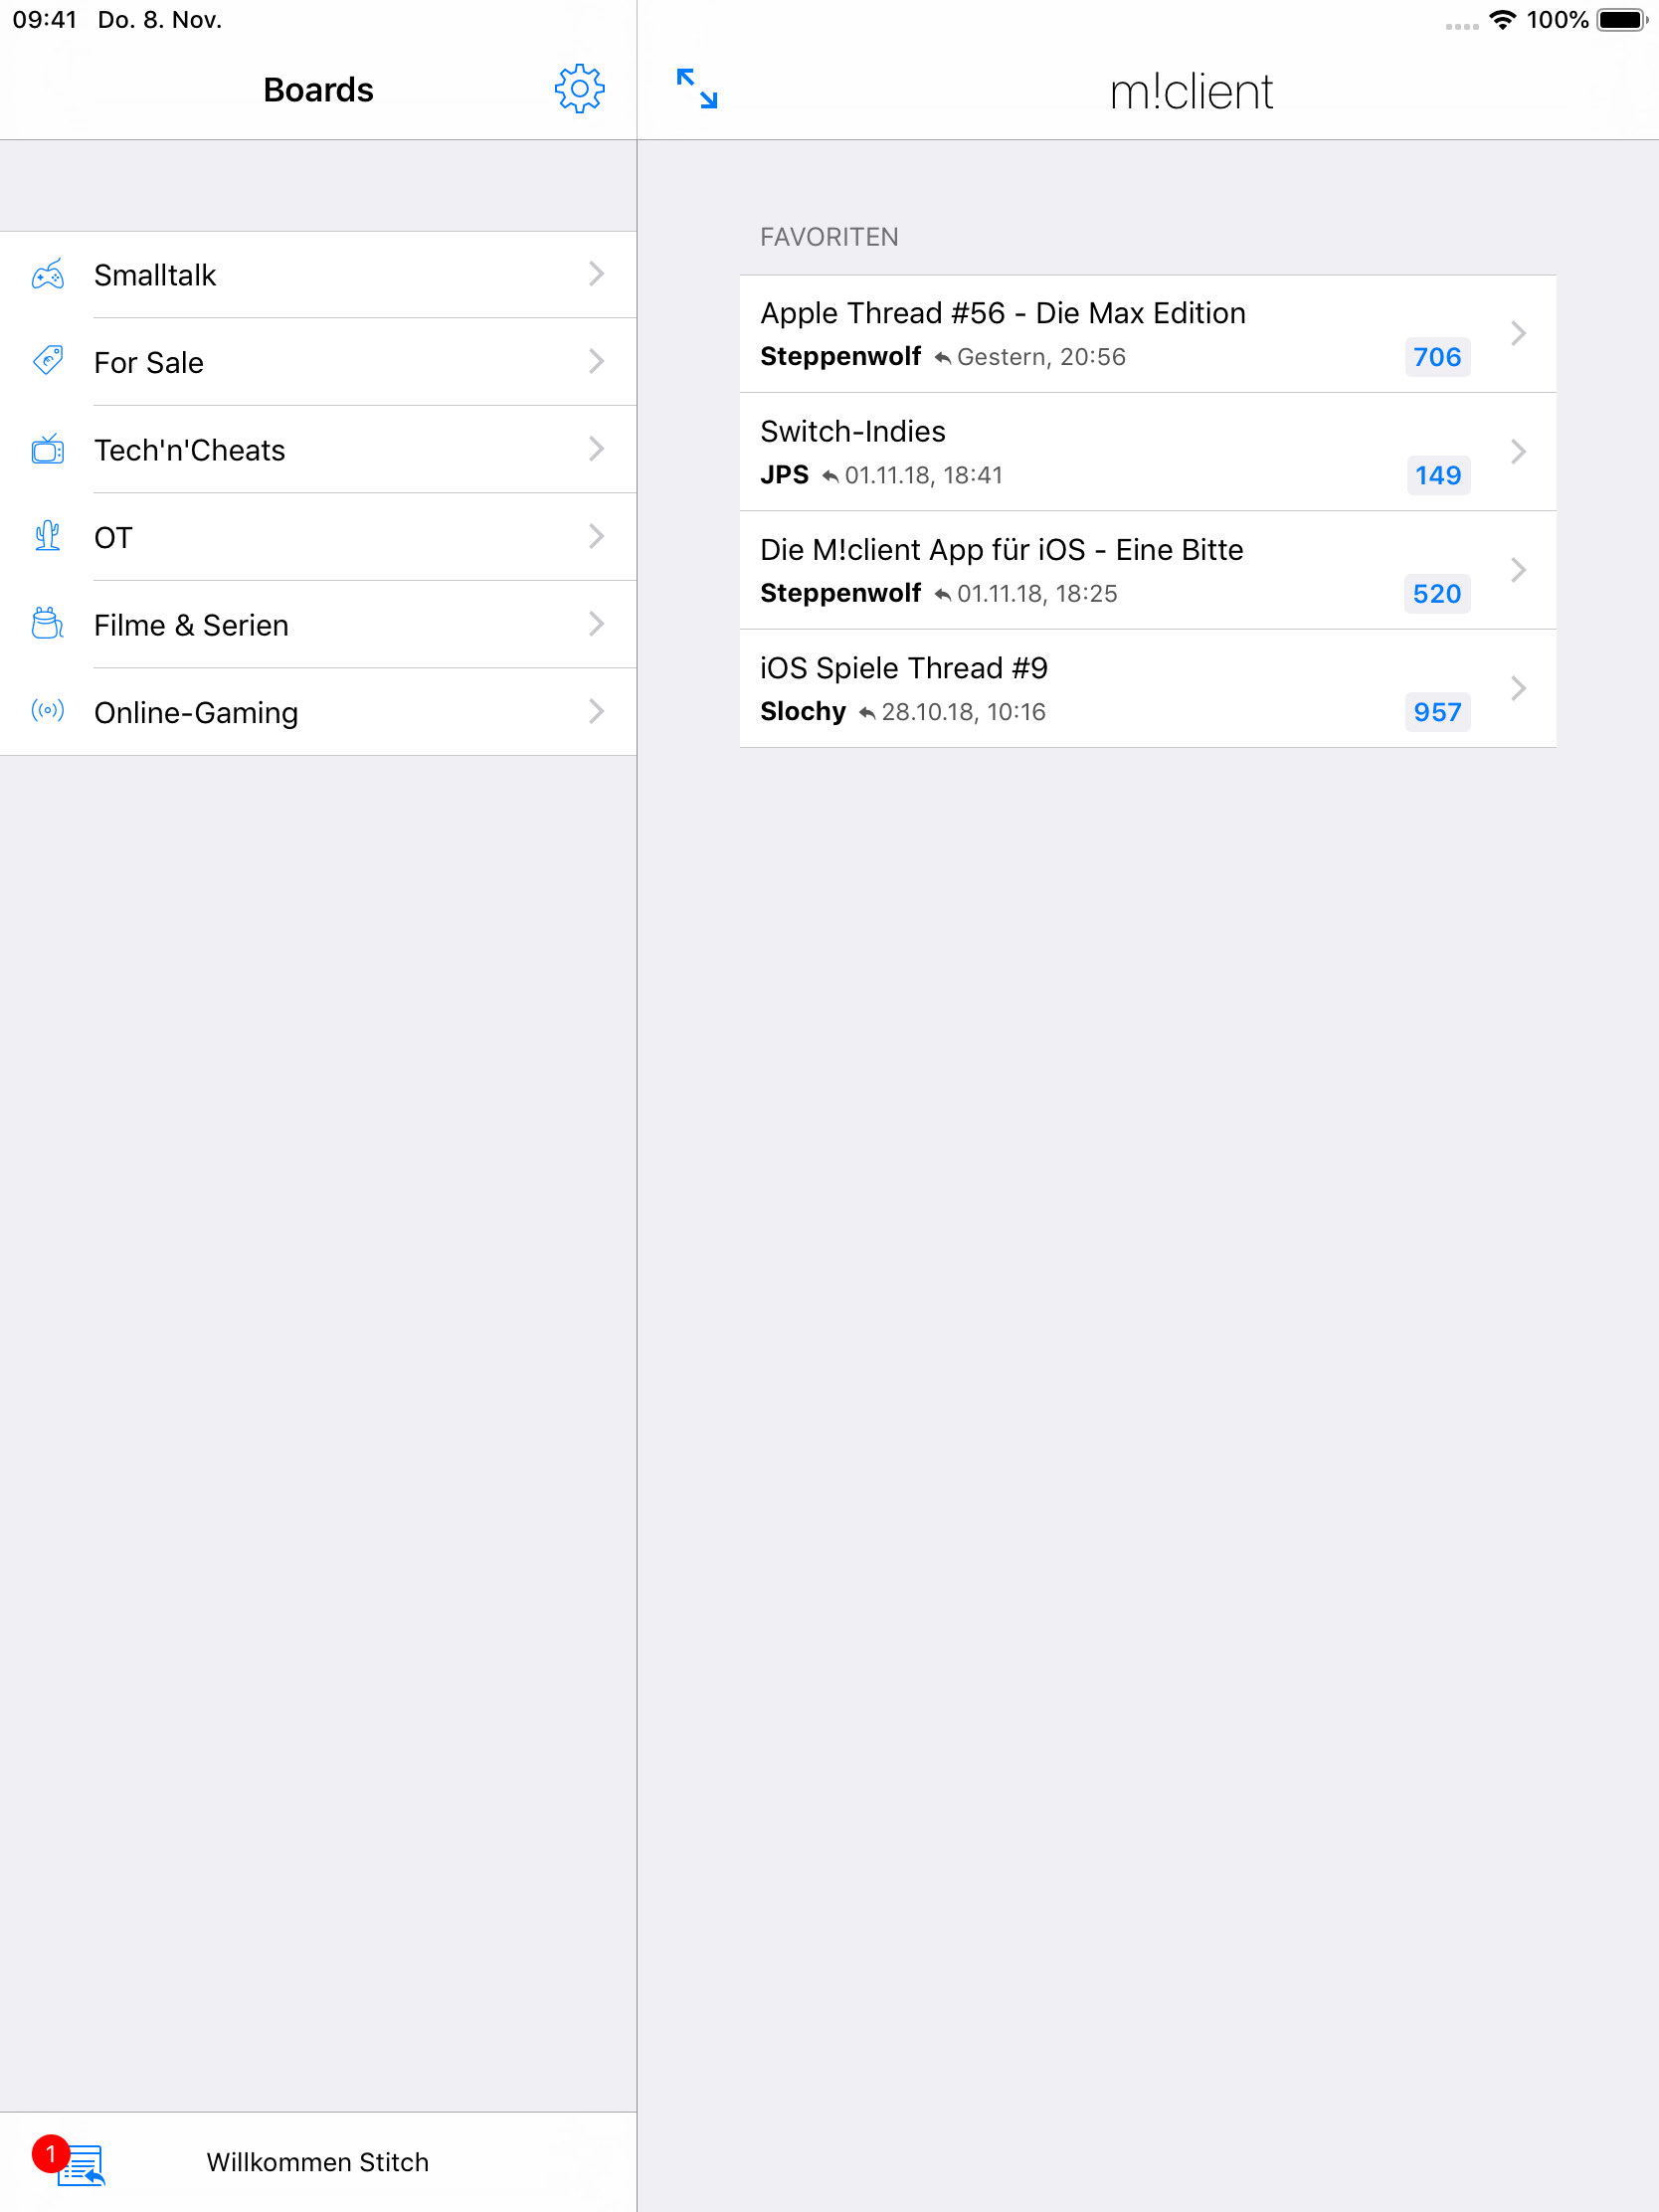 09:41 Do. 8. Nov.
100%
Boards
m!client
Smalltalk
For Sale
Tech'n'Cheats
OT
Filme & Serien
Online-Gaming
FAVORITEN
Apple Thread #56 - Die Max Edition
Steppenwolf Gestern, 20:56
706
Switch-Indies
JPS 01.11.18, 18:41
149
Die M!client App für iOS - Eine Bitte
Steppenwolf 01.11.18, 18:25
520
iOS Spiele Thread #9
Slochy 28.10.18, 10:16
957
1
Willkommen Stitch